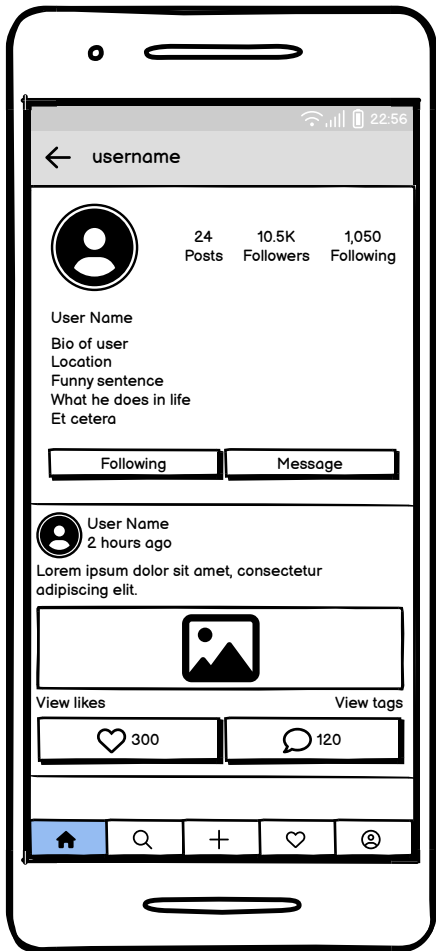 22:56
username
24 10.5K 1,050
Posts Followers Following
User Name
Bio of user
Location
Funny sentence
What he does in life
Et cetera
Following Message
User Name
2 hours ago
Lorem ipsum dolor sit amet, consectetur
adipiscing elit.
View likes View tags
300 120